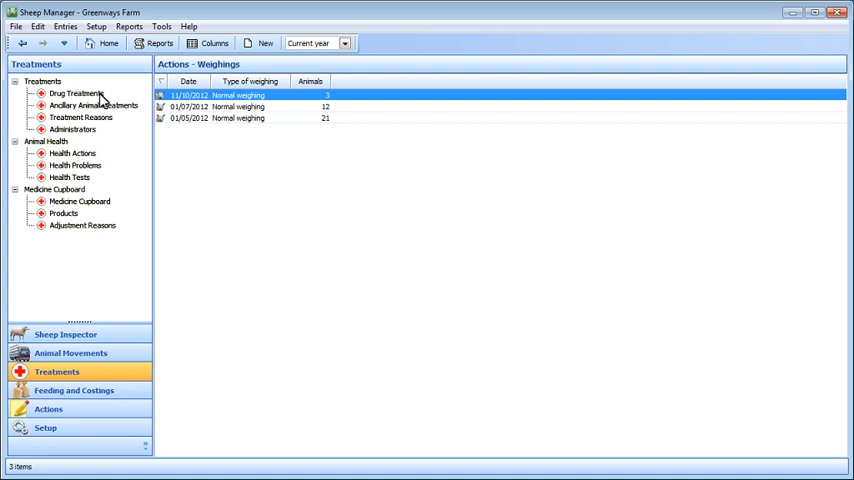 Sheep Manager - Greenways Farm
File Edit Entries Setup Reports Tools Help
Home Reports Columns New Current year
Treatments
Treatments
Drug Treatments
Ancillary Animal Treatments
Treatment Reasons
Administrators
Animal Health
Health Actions
Health Problems
Health Tests
Medicine Cupboard
Medicine Cupboard
Products
Adjustment Reasons
Sheep Inspector
Animal Movements
Treatments
Feeding and Costings
Actions
Setup
Actions - Weighings
Date Type of weighing Animals
11/10/2012 Normal weighing 3
01/07/2012 Normal weighing 12
01/05/2012 Normal weighing 21
3 items